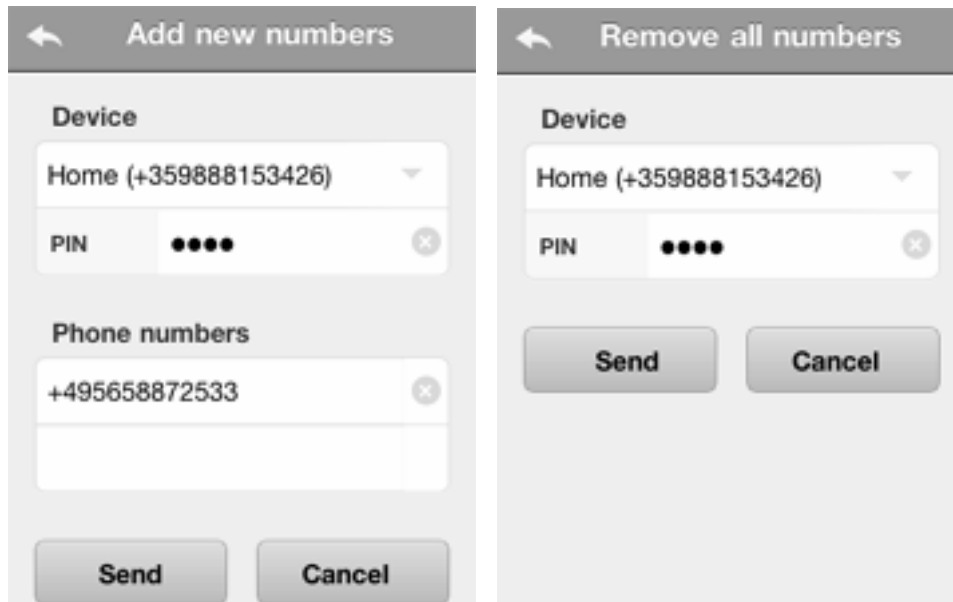 Add new numbers
Device
Home (+359888153426)
PIN ●●●●
Phone numbers
+495658872533
Send Cancel
Remove all numbers
Device
Home (+359888153426)
PIN ●●●●
Send Cancel